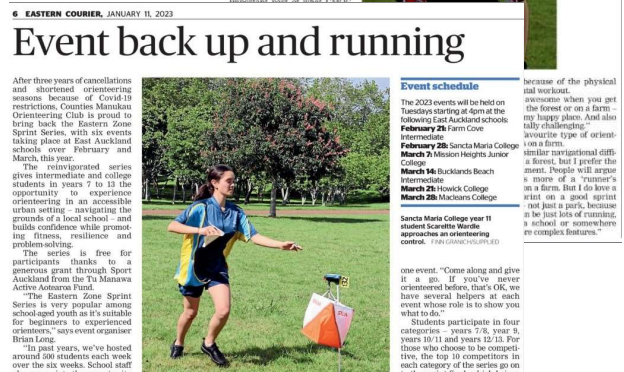 6 EASTERN COURIER, JANUARY 11, 2023
Event back up and running
After three years of cancellations
and shortened orienteering
seasons because of Covid-19
restrictions, Counties Manukau
Orienteering Club is proud to
bring back the Eastern Zone
Sprint Series, with six events
taking place at East Auckland
schools over February and
March, this year.
The reinvigorated series
gives intermediate and college
students in years 7 to 13 the
opportunity to experience
orienteering in an accessible
urban setting – navigating the
grounds of a local school – and
builds confidence while promot-
ing fitness, resilience and
problem-solving.
The series is free for
participants thanks to a
generous grant through Sport
Auckland from the Tu Manawa
Active Aotearoa Fund.
"The Eastern Zone Sprint
Series is very popular among
school-aged youth as it's suitable
for beginners to experienced
orienteers," says event organiser
Brian Long.
"In past years, we've hosted
around 500 students each week
over the six weeks. School staff
Event schedule
The 2023 events will be held on
Tuesdays starting at 4pm at the
following East Auckland schools:
February 21: Farm Cove
Intermediate
February 28: Sancta Maria College
March 7: Mission Heights Junior
College
March 14: Bucklands Beach
Intermediate
March 21: Howick College
March 28: Macleans College
Sancta Maria College year 11
student Scarelite Wardle
approaches an orienteering
control. FINN GRANICH/SUPPLIED
one event. "Come along and give
it a go. If you've never
orienteered before, that's OK, we
have several helpers at each
event whose role is to show you
what to do."
Students participate in four
categories – years 7/8, year 9,
years 10/11 and years 12/13. For
those who choose to be competi-
tive, the top 10 competitors in
each category of the series go on
because of the physical
workout.
awesome when you get
the forest or on a farm –
my happy place. And also
tally challenging."
favourite type of orient-
on a farm.
similar navigational diffi-
a forest, but I prefer the
ment. People will argue
s more of a 'runner's
on a farm. But I do love a
print on a good sprint
not just a park, because
n be just lots of running,
a school or somewhere
re complex features."